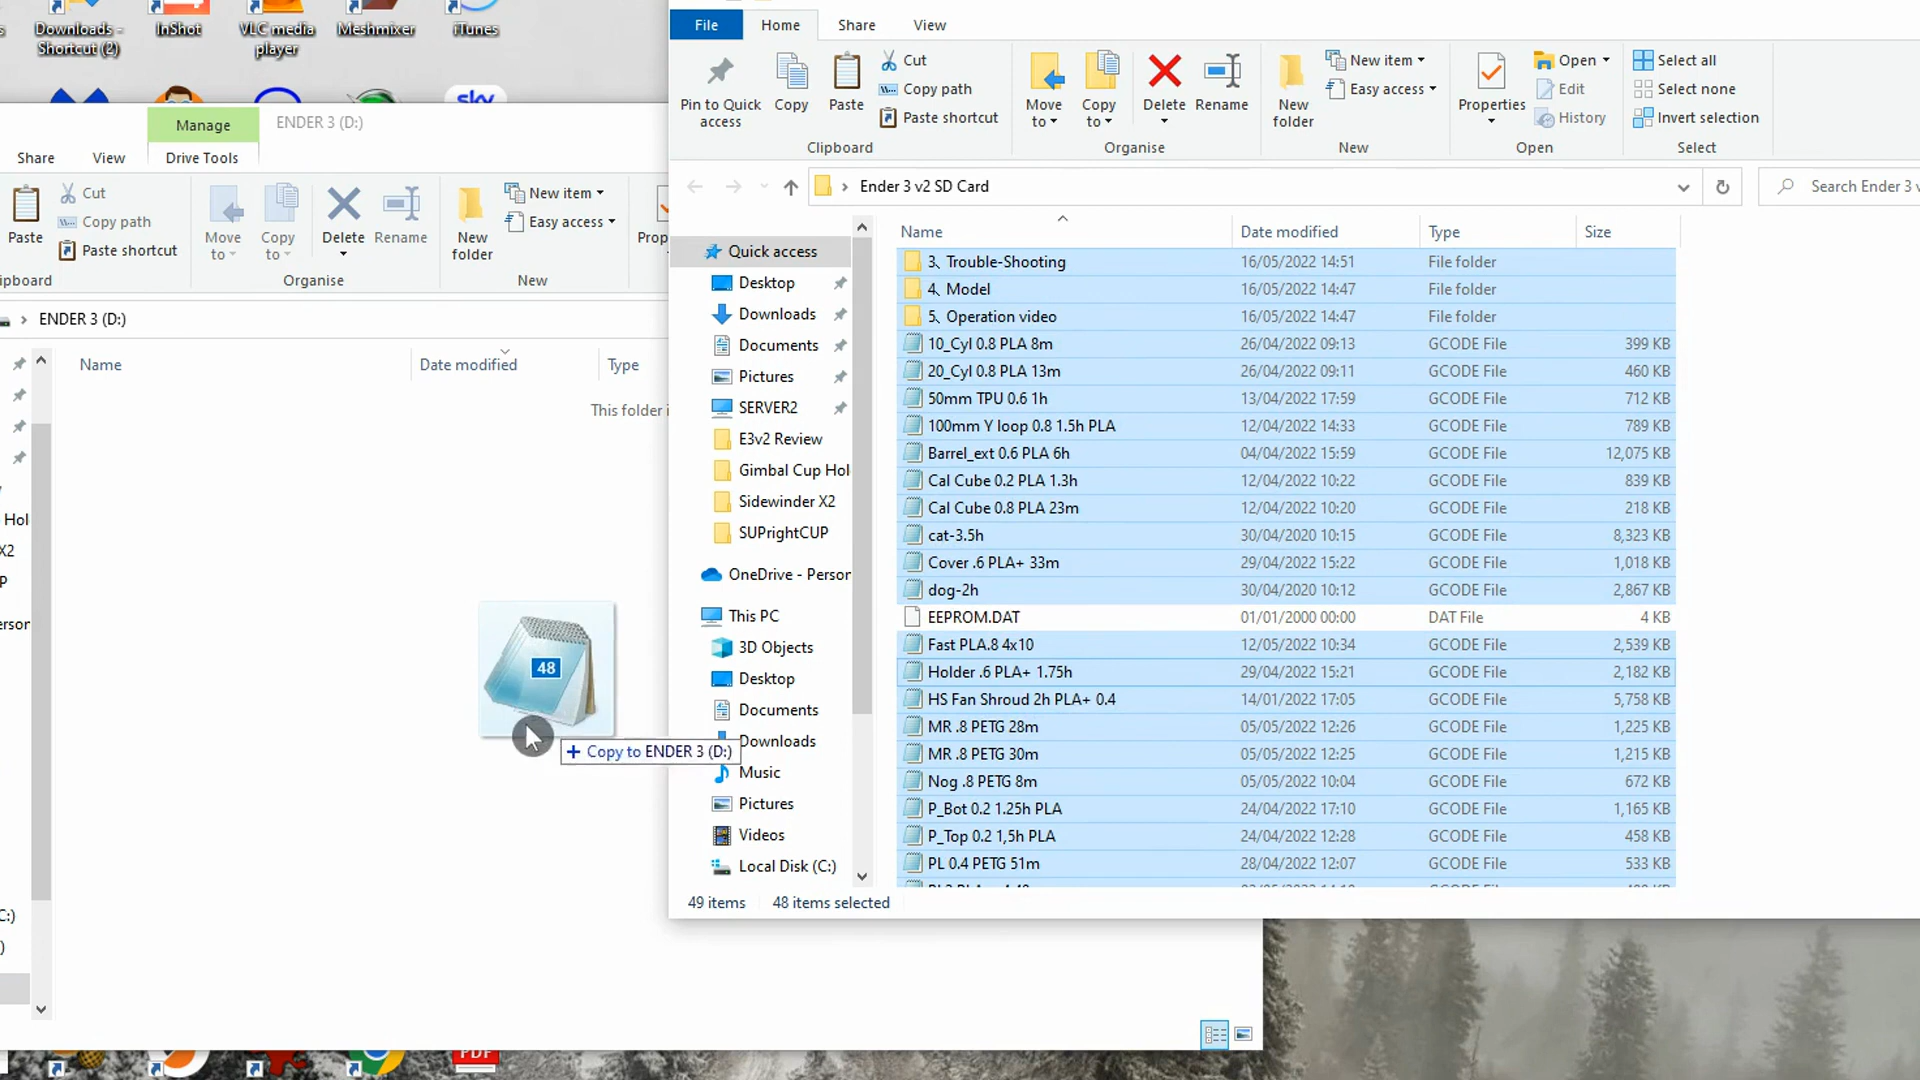 Downloads -
Shortcut (2)
InShot
VLC media
player
Meshmixer
iTunes
sky
Manage
ENDER 3 (D:)
Share
View
Drive Tools
Paste
Cut
Copy path
Paste shortcut
ipboard
Move
to
Copy
to
Delete
Rename
Organise
New
folder
New item
Easy access
New
Prop
ENDER 3 (D:)
Name
Date modified
Type
This folder i
Hol
X2
P
erson
C:)
)
48
+ Copy to ENDER 3 (D:)
PDF
File
Home
Share
View
Pin to Quick
access
Copy
Paste
Cut
Copy path
Paste shortcut
Clipboard
Move
to
Copy
to
Delete
Rename
Organise
New
folder
New item
Easy access
New
Properties
Open
Edit
History
Open
Select all
Select none
Invert selection
Select
Ender 3 v2 SD Card
Search Ender 3 v
Quick access
Desktop
Downloads
Documents
Pictures
SERVER2
E3v2 Review
Gimbal Cup Hol
Sidewinder X2
SUPrightCUP
OneDrive - Person
This PC
3D Objects
Desktop
Documents
Downloads
Music
Pictures
Videos
Local Disk (C:)
Name Date modified Type Size
3、Trouble-Shooting 16/05/2022 14:51 File folder
4、Model 16/05/2022 14:47 File folder
5、Operation video 16/05/2022 14:47 File folder
10_Cyl 0.8 PLA 8m 26/04/2022 09:13 GCODE File 399 KB
20_Cyl 0.8 PLA 13m 26/04/2022 09:11 GCODE File 460 KB
50mm TPU 0.6 1h 13/04/2022 17:59 GCODE File 712 KB
100mm Y loop 0.8 1.5h PLA 12/04/2022 14:33 GCODE File 789 KB
Barrel_ext 0.6 PLA 6h 04/04/2022 15:59 GCODE File 12,075 KB
Cal Cube 0.2 PLA 1.3h 12/04/2022 10:22 GCODE File 839 KB
Cal Cube 0.8 PLA 23m 12/04/2022 10:20 GCODE File 218 KB
cat-3.5h 30/04/2020 10:15 GCODE File 8,323 KB
Cover .6 PLA+ 33m 29/04/2022 15:22 GCODE File 1,018 KB
dog-2h 30/04/2020 10:12 GCODE File 2,867 KB
EEPROM.DAT 01/01/2000 00:00 DAT File 4 KB
Fast PLA.8 4x10 12/05/2022 10:34 GCODE File 2,539 KB
Holder .6 PLA+ 1.75h 29/04/2022 15:21 GCODE File 2,182 KB
HS Fan Shroud 2h PLA+ 0.4 14/01/2022 17:05 GCODE File 5,758 KB
MR .8 PETG 28m 05/05/2022 12:26 GCODE File 1,225 KB
MR .8 PETG 30m 05/05/2022 12:25 GCODE File 1,215 KB
Nog .8 PETG 8m 05/05/2022 10:04 GCODE File 672 KB
P_Bot 0.2 1.25h PLA 24/04/2022 17:10 GCODE File 1,165 KB
P_Top 0.2 1,5h PLA 24/04/2022 12:28 GCODE File 458 KB
PL 0.4 PETG 51m 28/04/2022 12:07 GCODE File 533 KB
49 items 48 items selected